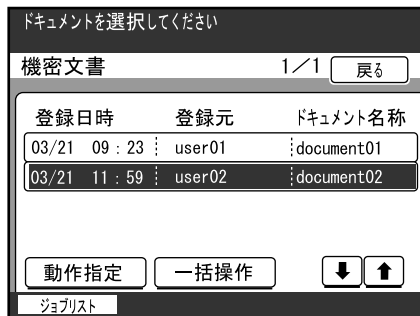 ドキュメントを選択してください
機密文書 1/1 戻る
登録日時 登録元 ドキュメント名称
03/21 09:23 user01 document01
03/21 11:59 user02 document02
動作指定 一括操作
ジョブリスト